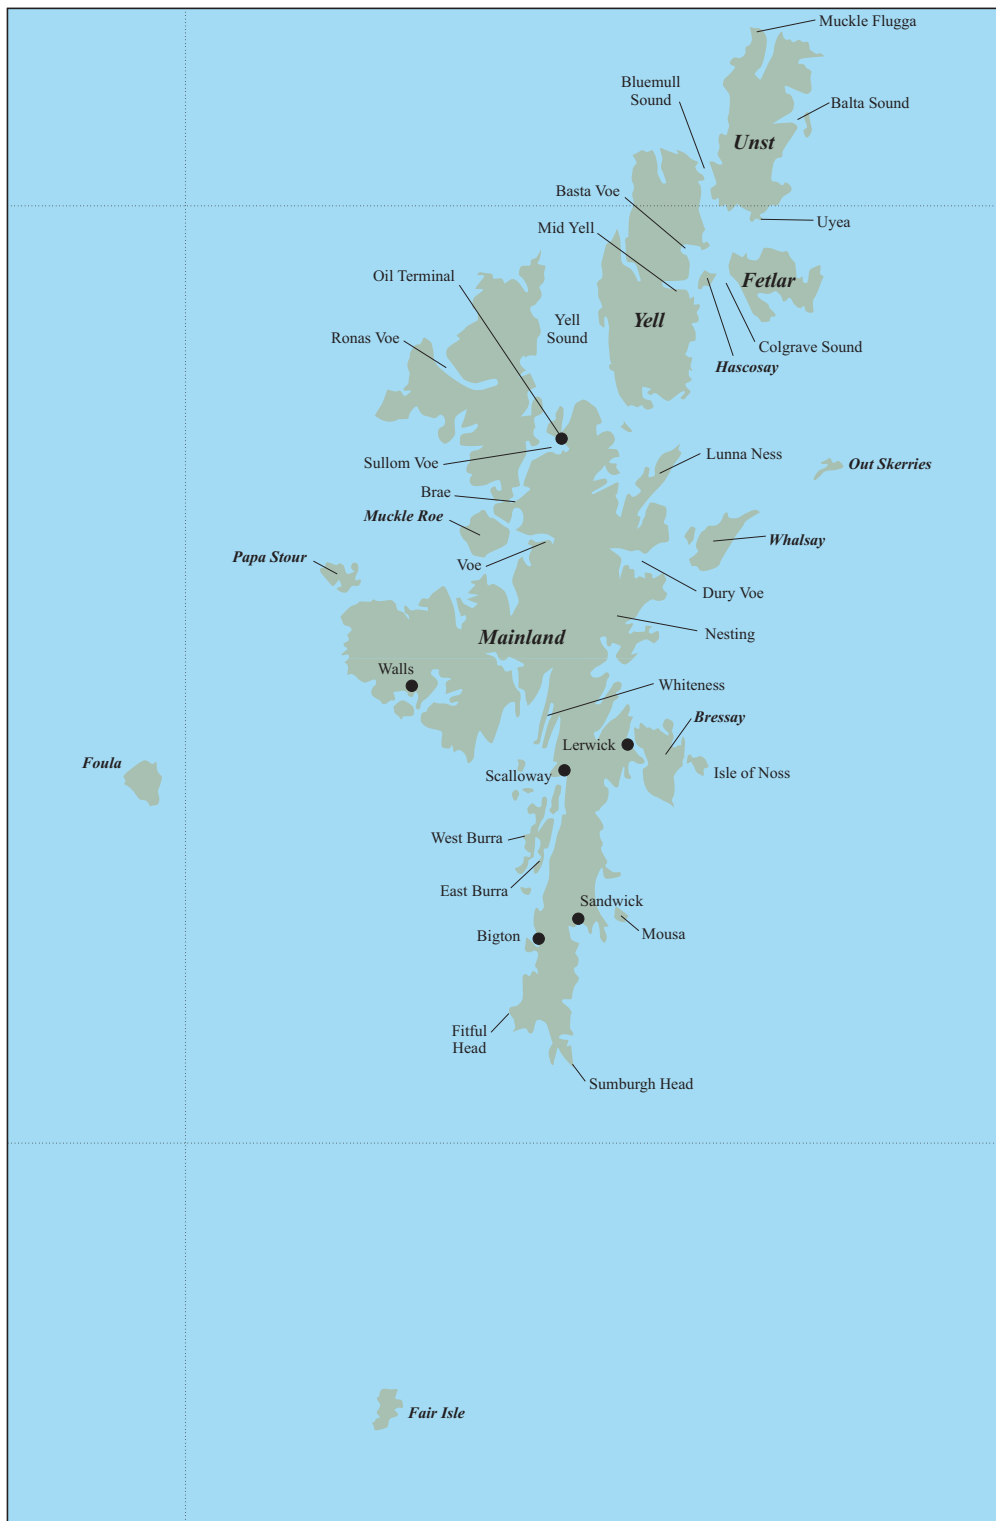 Muckle Flugga
Bluemull
Sound
Balta Sound
Unst
Basta Voe
Uyea
Mid Yell
Oil Terminal
Fetlar
Yell
Sound
Yell
Ronas Voe
Colgrave Sound
Hascosay
Lunna Ness
Sullom Voe
Out Skerries
Brae
Muckle Roe
Whalsay
Papa Stour
Voe
Dury Voe
Nesting
Mainland
Walls
Whiteness
Bressay
Lerwick
Foula
Scalloway
Isle of Noss
West Burra
East Burra
Sandwick
Bigton
Mousa
Fitful
Head
Sumburgh Head
Fair Isle